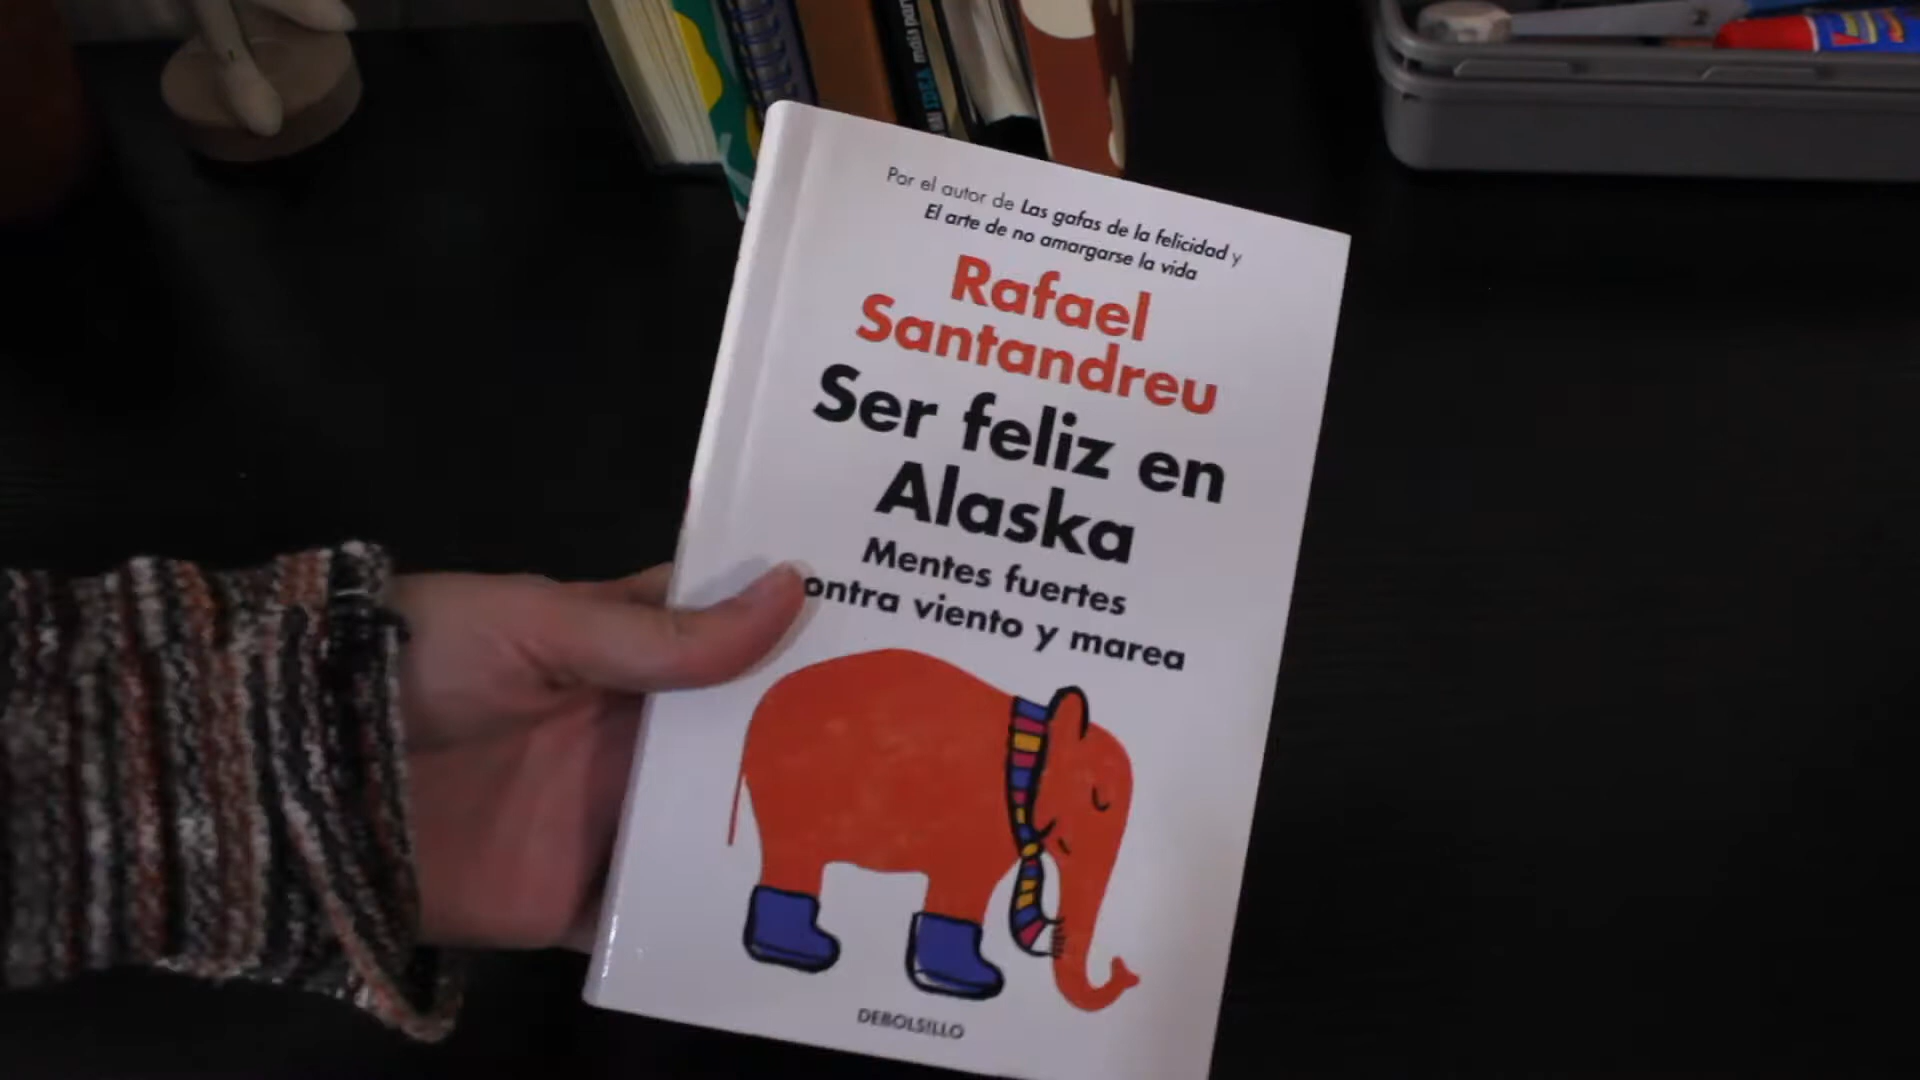 Por el autor de Las gafas de la felicidad y
El arte de no amargarse la vida
Rafael
Santandreu
Ser feliz en
Alaska
Mentes fuertes
ontra viento y marea
DEBOLSILLO
IDEA